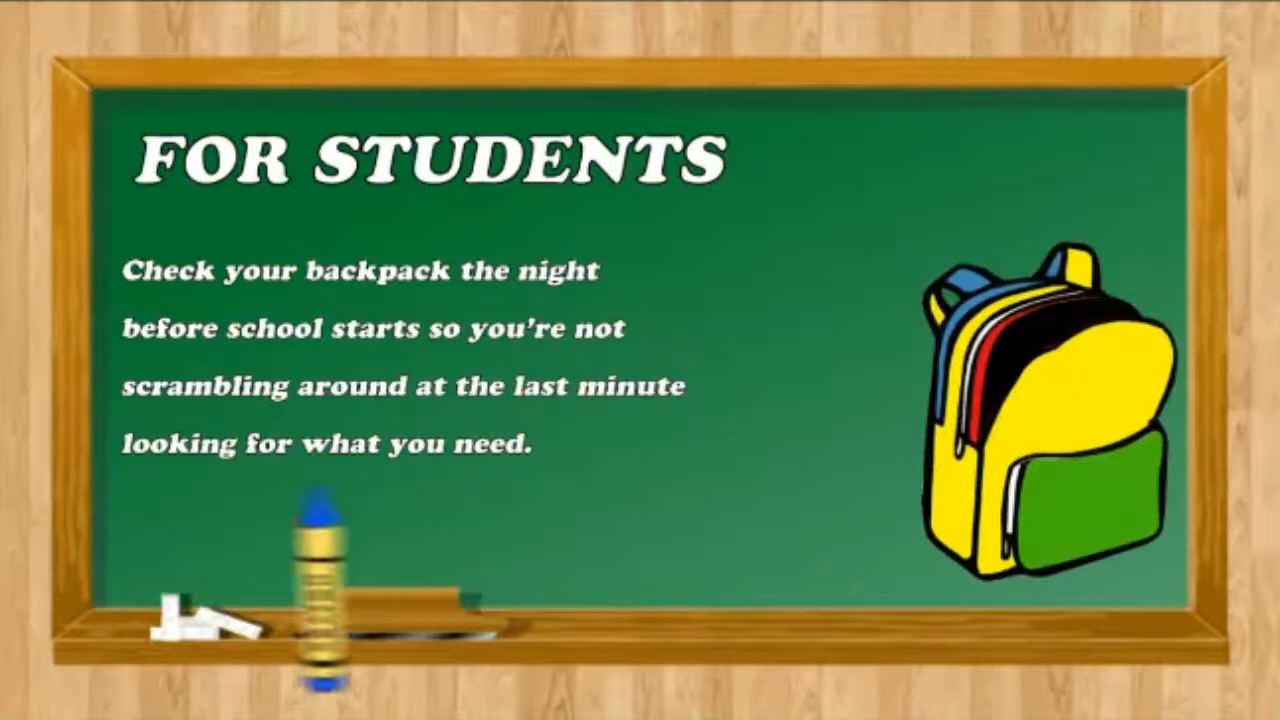 FOR STUDENTS
Check your backpack the night
before school starts so you're not
scrambling around at the last minute
looking for what you need.